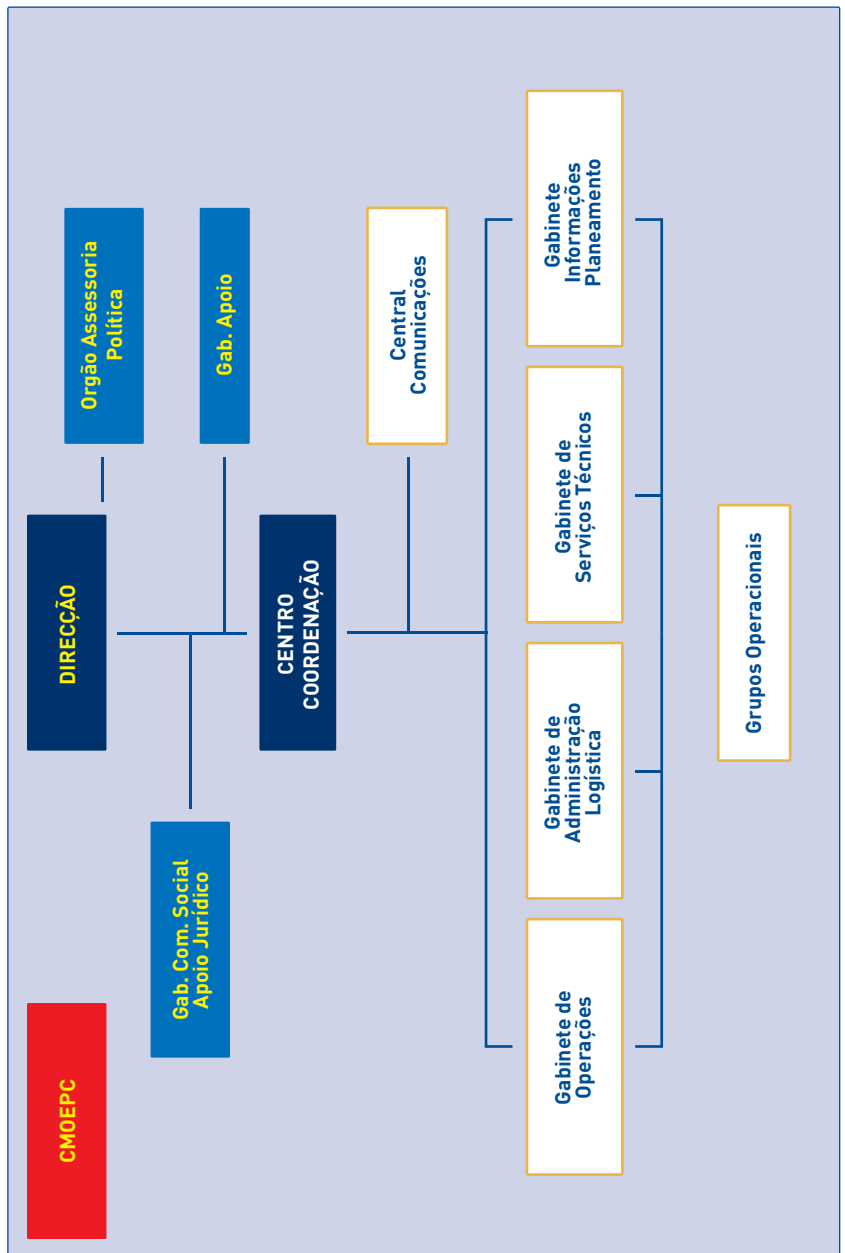 CMOEPC
DIRECÇÃO
Orgão Assessoria
Política
Gab. Com. Social
Apoio Jurídico
Gab. Apoio
CENTRO
COORDENAÇÃO
Central
Comunicações
Gabinete de
Operações
Gabinete de
Administração
Logística
Gabinete de
Serviços Técnicos
Gabinete
Informações
Planeamento
Grupos Operacionais